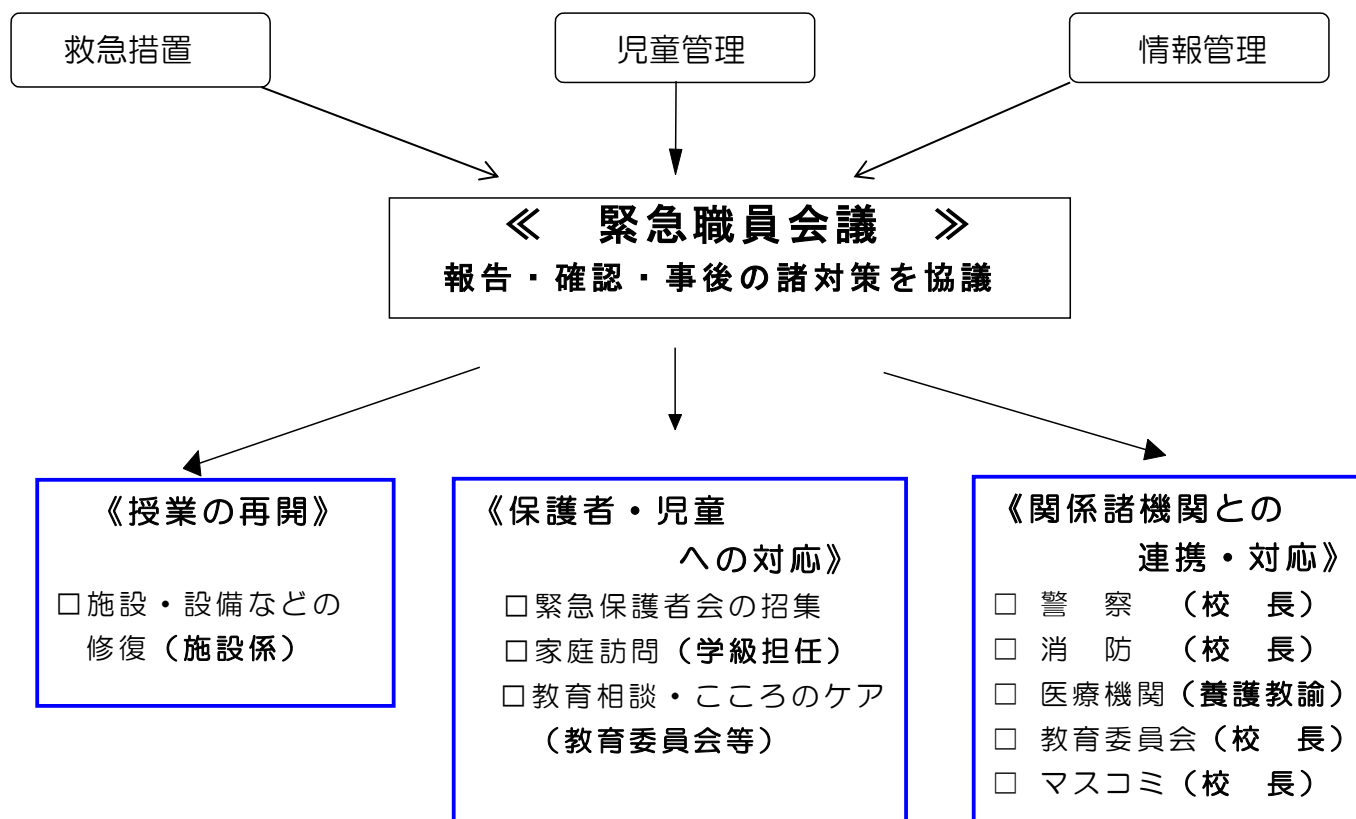 救急措置
児童管理
情報管理
≪　緊急職員会議　≫
報告・確認・事後の諸対策を協議
《授業の再開》
□施設・設備などの
修復（施設係）
《保護者・児童
への対応》
□緊急保護者会の招集
□家庭訪問（学級担任）
□教育相談・こころのケア
（教育委員会等）
《関係諸機関との
連携・対応》
□ 警　察　（校　長）
□ 消　防　（校　長）
□ 医療機関（養護教諭）
□ 教育委員会（校　長）
□ マスコミ（校　長）